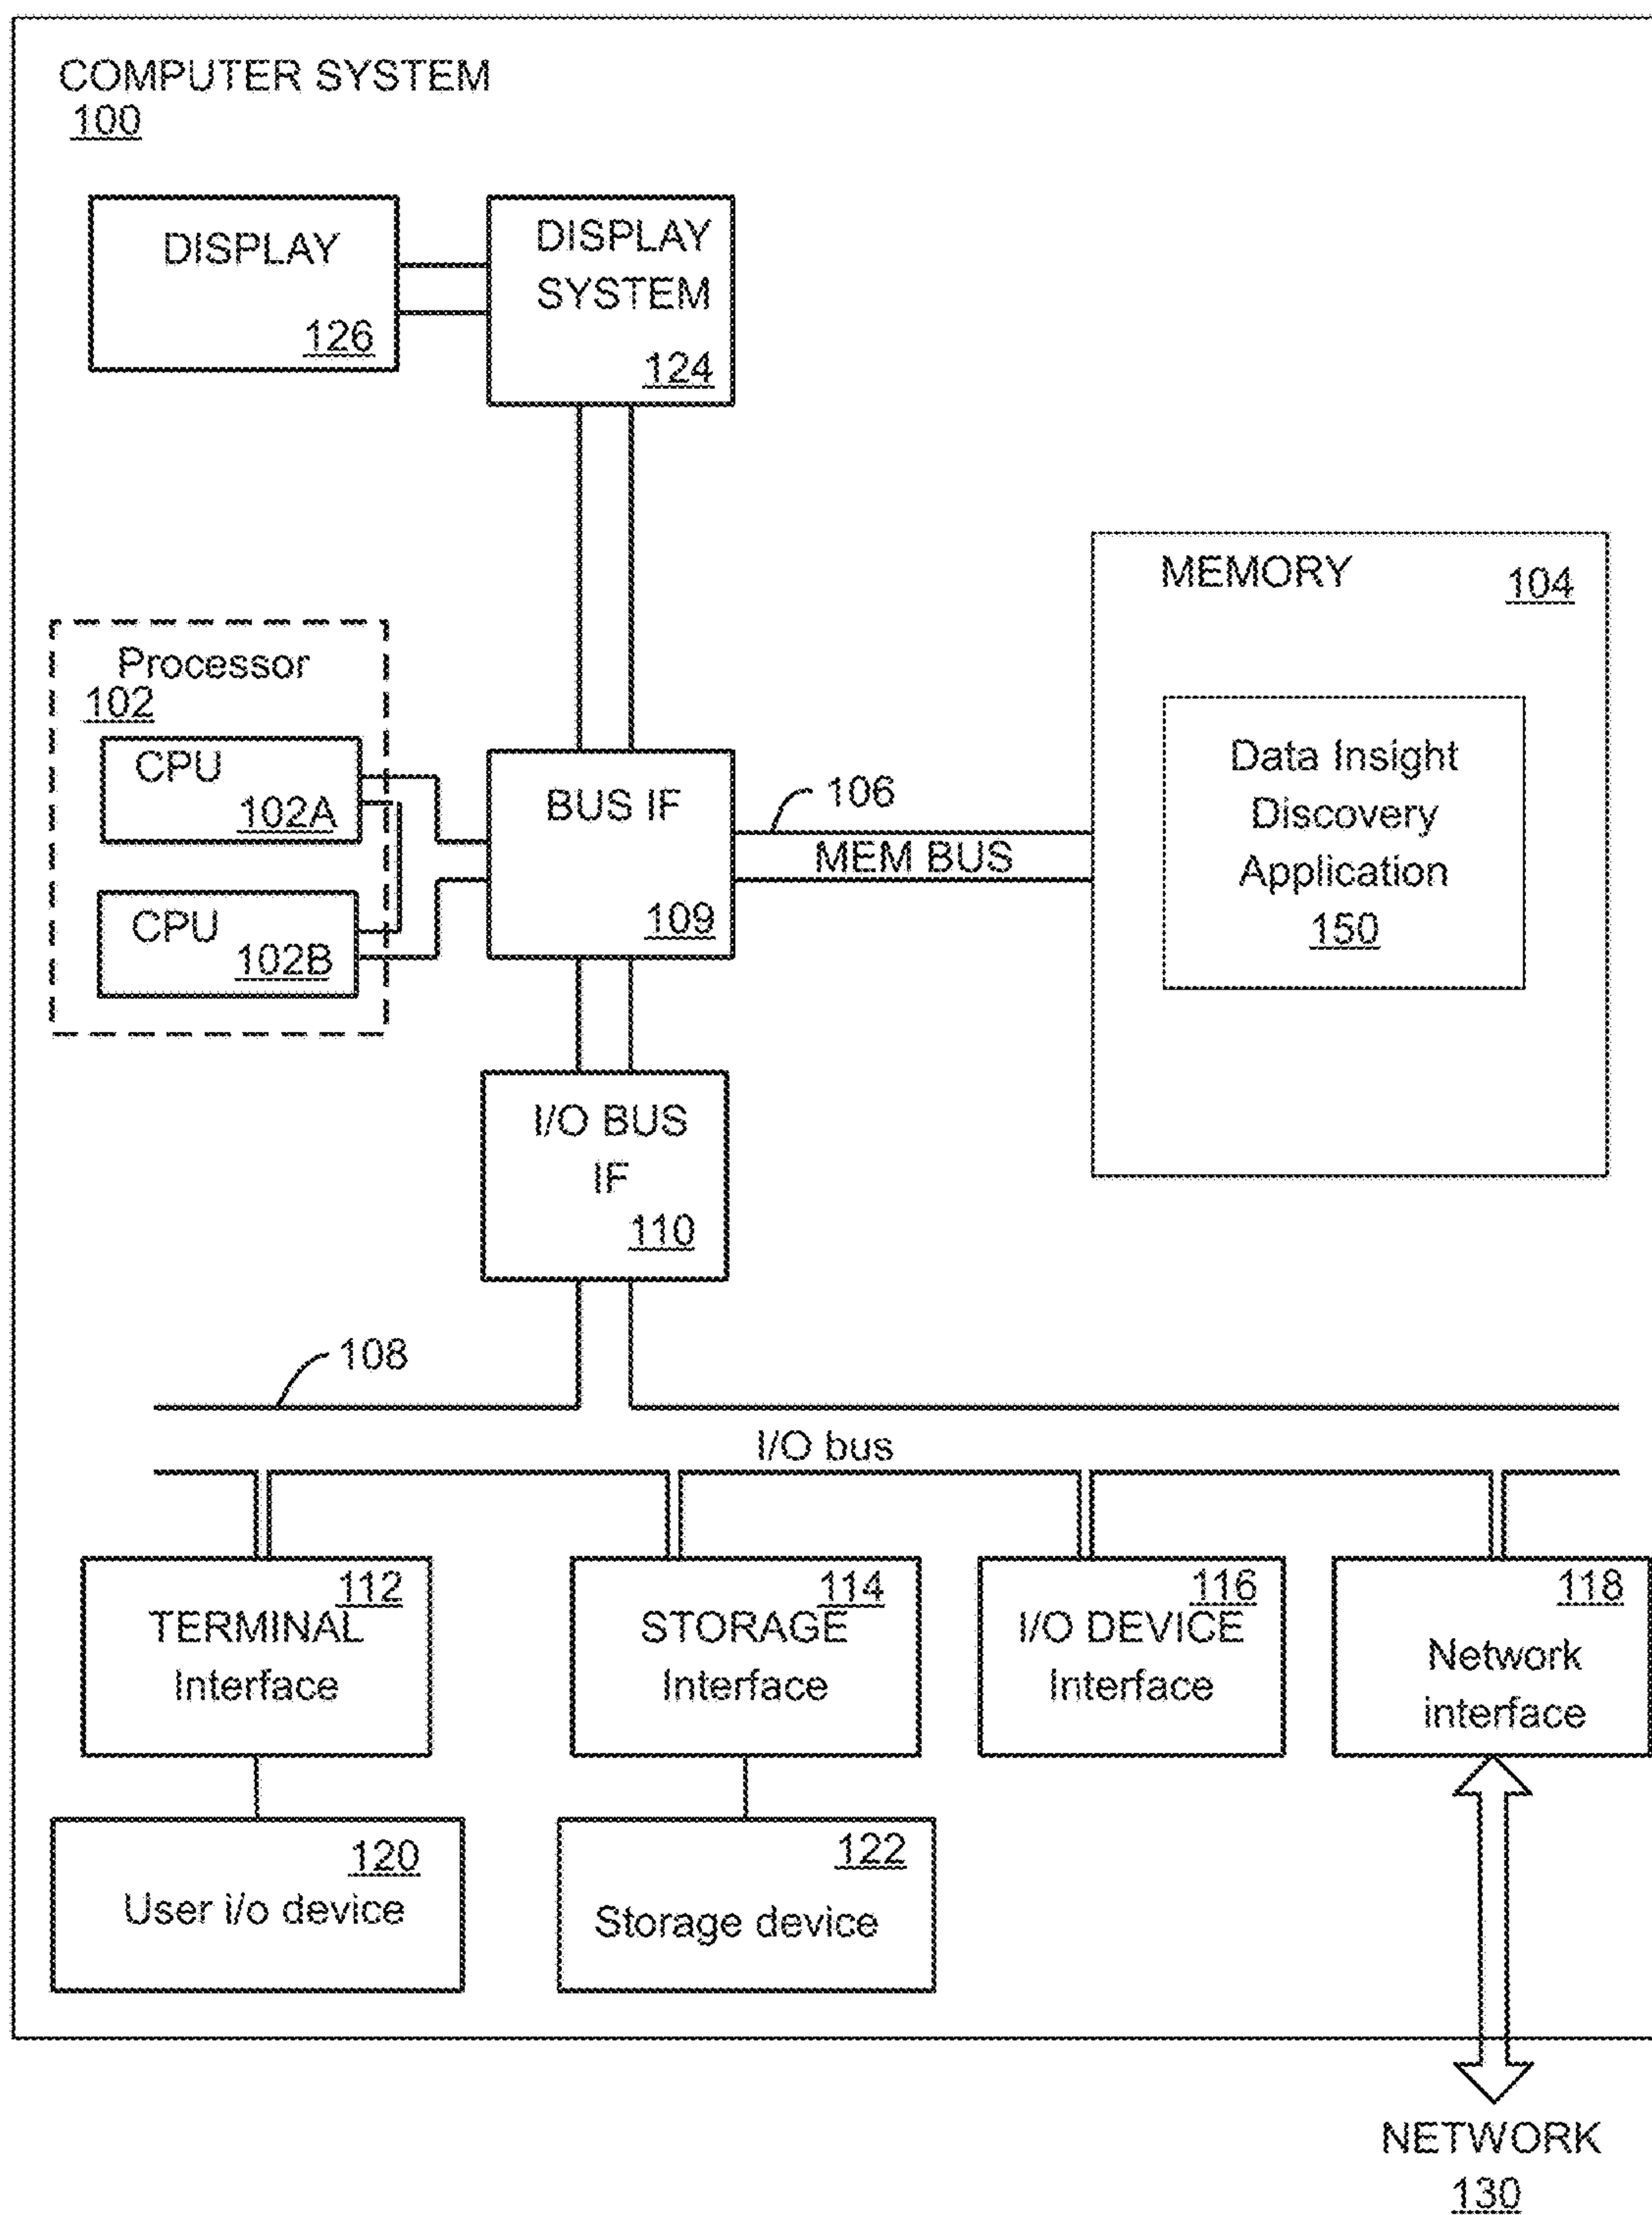 COMPUTER SYSTEM
100
DISPLAY
126
DISPLAY
SYSTEM
124
Processor
102
CPU
102A
CPU
102B
BUS IF
109
106
MEM BUS
MEMORY
104
Data Insight
Discovery
Application
150
I/O BUS
IF
110
108
I/O bus
112
TERMINAL
Interface
114
STORAGE
Interface
116
I/O DEVICE
Interface
118
Network
interface
120
User i/o device
122
Storage device
NETWORK
130